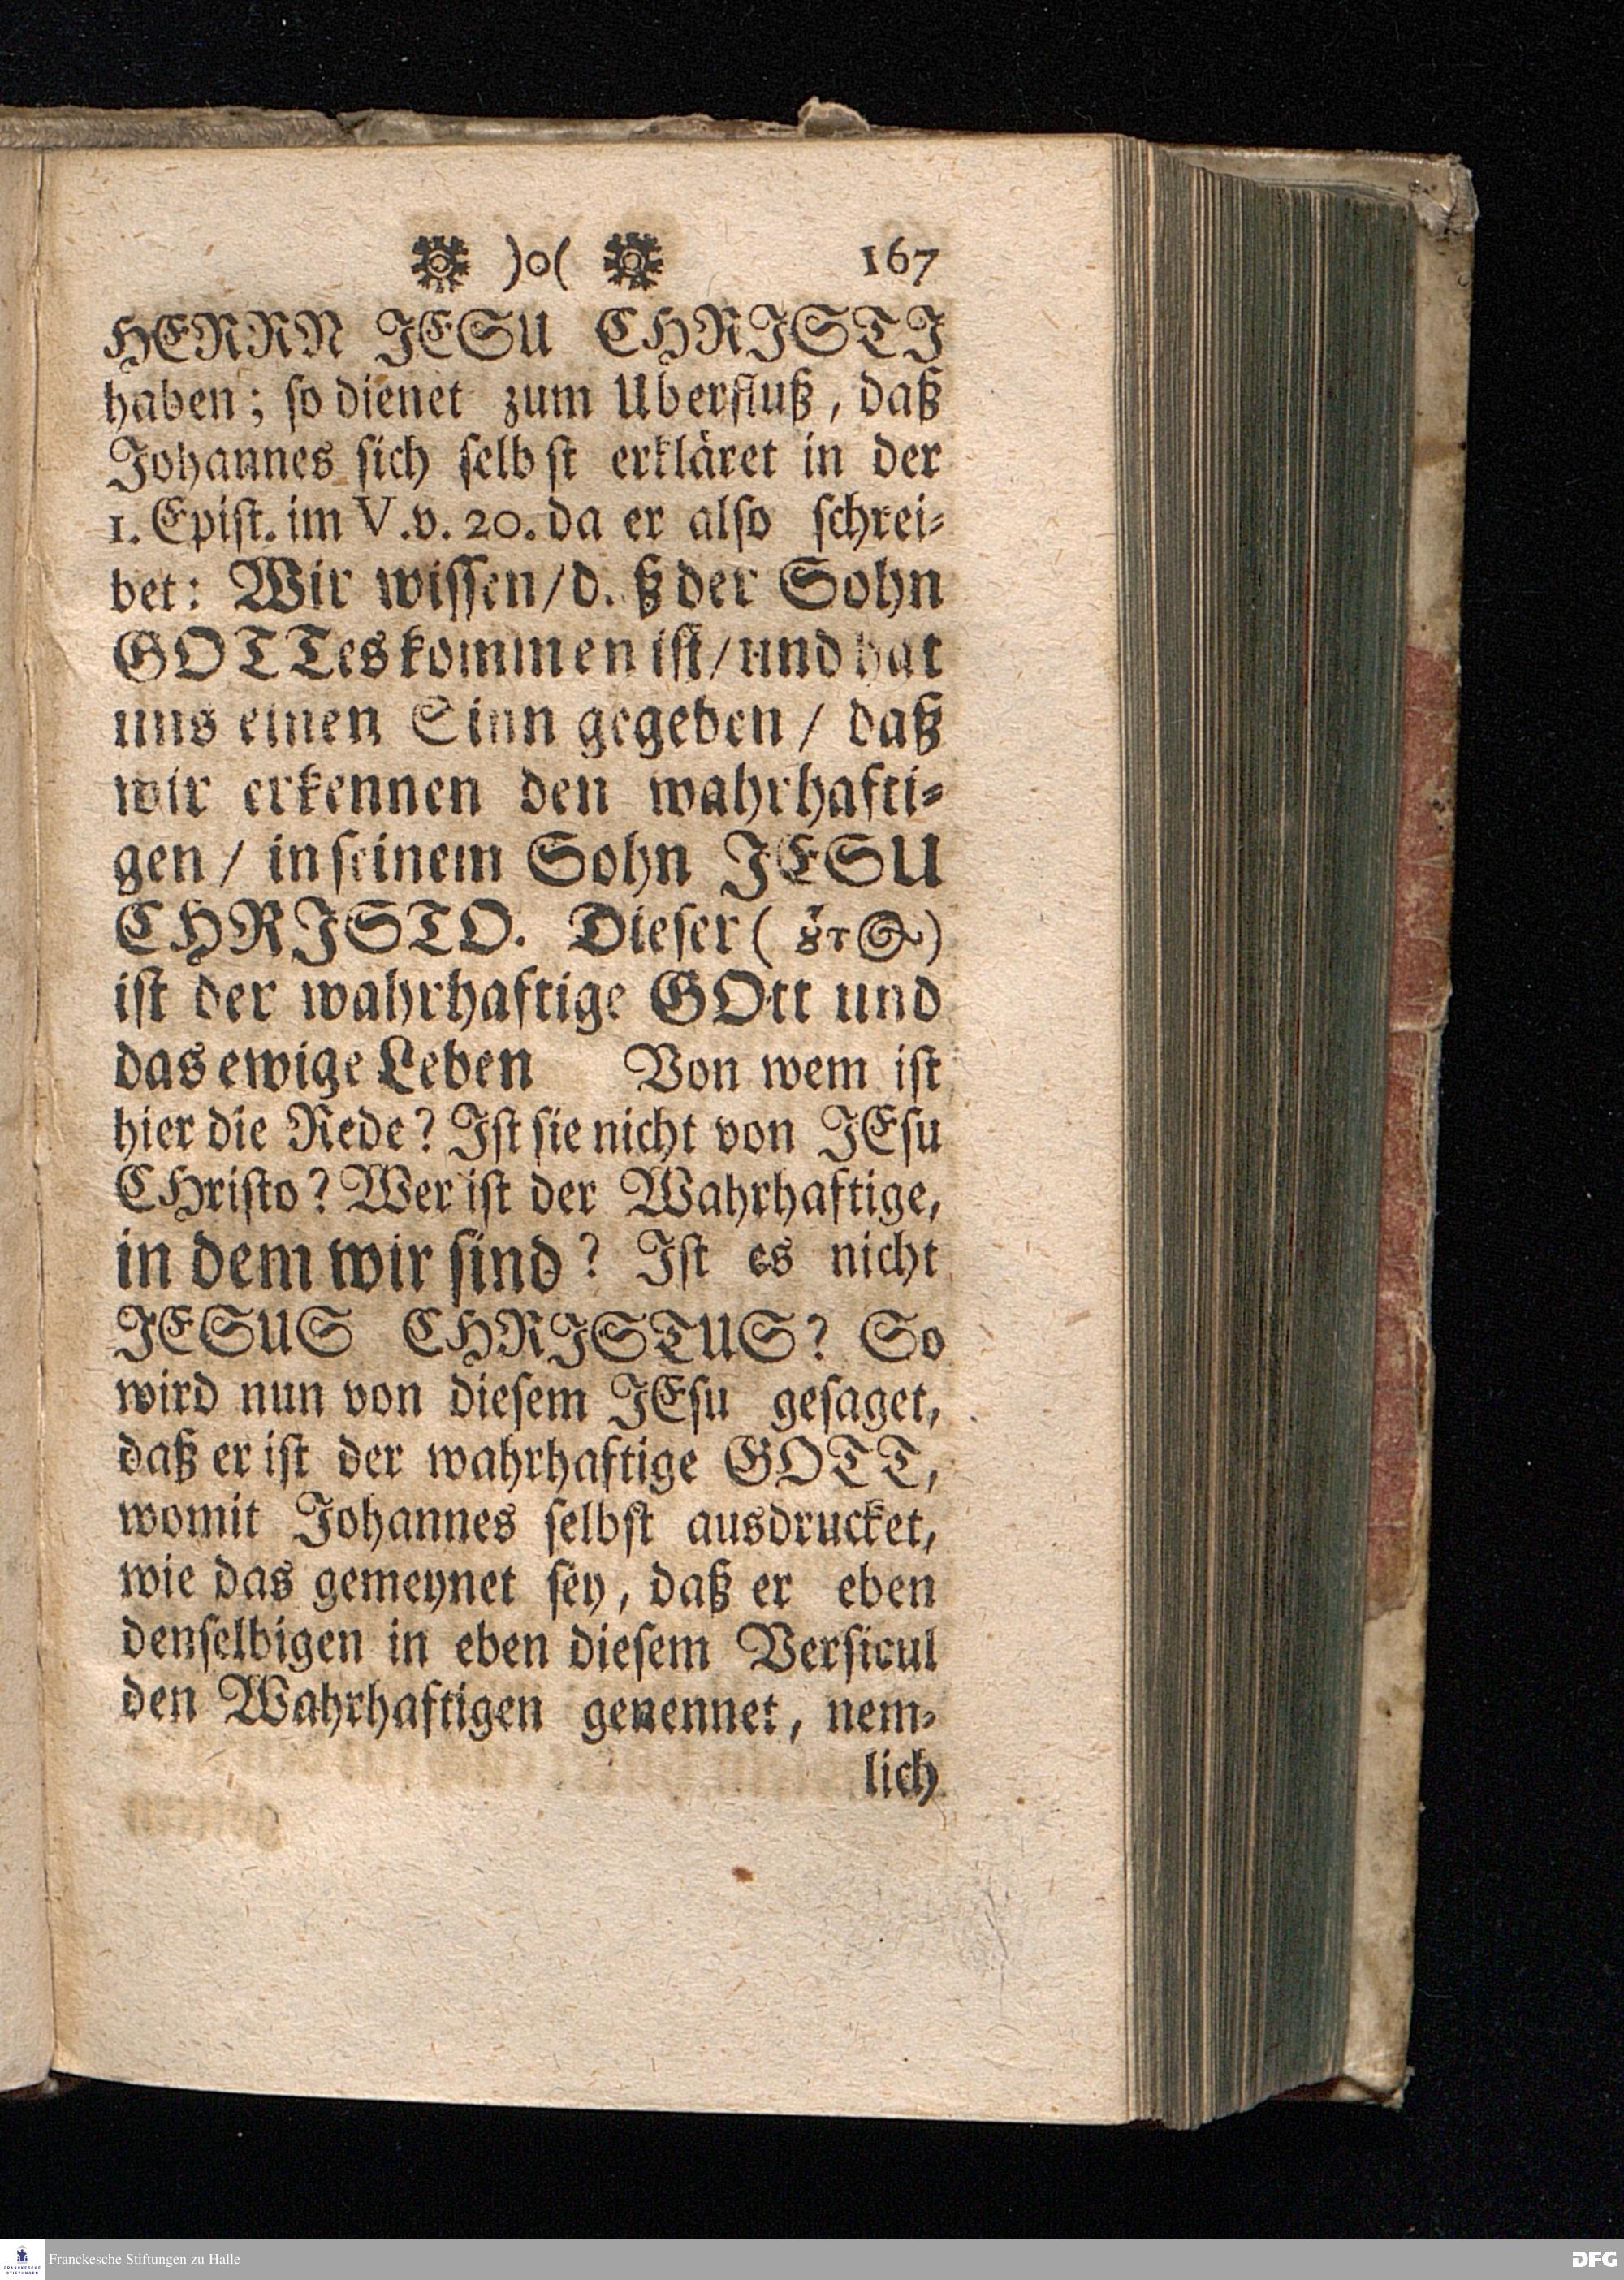 )o( 167
HERRN JESU CHRISTI
haben; so dienet zum Uberfluß, daß
Johannes sich selbst erkläret in der
1. Epist. im V. v. 20. da er also schrei-
bet: Wir wissen/ d. ß der Sohn
GOTTes kommen ist/ und hat
uns einen Sinn gegeben/ daß
wir erkennen den wahrhafti-
gen/ in seinem Sohn JESU
CHRISTO. Dieser (ὗτος)
ist der wahrhaftige GOtt und
das ewige Leben Von wem ist
hier die Rede? Ist sie nicht von JEsu
CHristo? Wer ist der Wahrhaftige,
in dem wir sind? Ist es nicht
JESUS CHRISTUS? So
wird nun von diesem JEsu gesaget,
daß er ist der wahrhaftige GOTT,
womit Johannes selbst ausdrucket,
wie das gemeynet sey, daß er eben
denselbigen in eben diesem Versicul
den Wahrhaftigen genennet, nem-
lich
Franckesche Stiftungen zu Halle
DFG